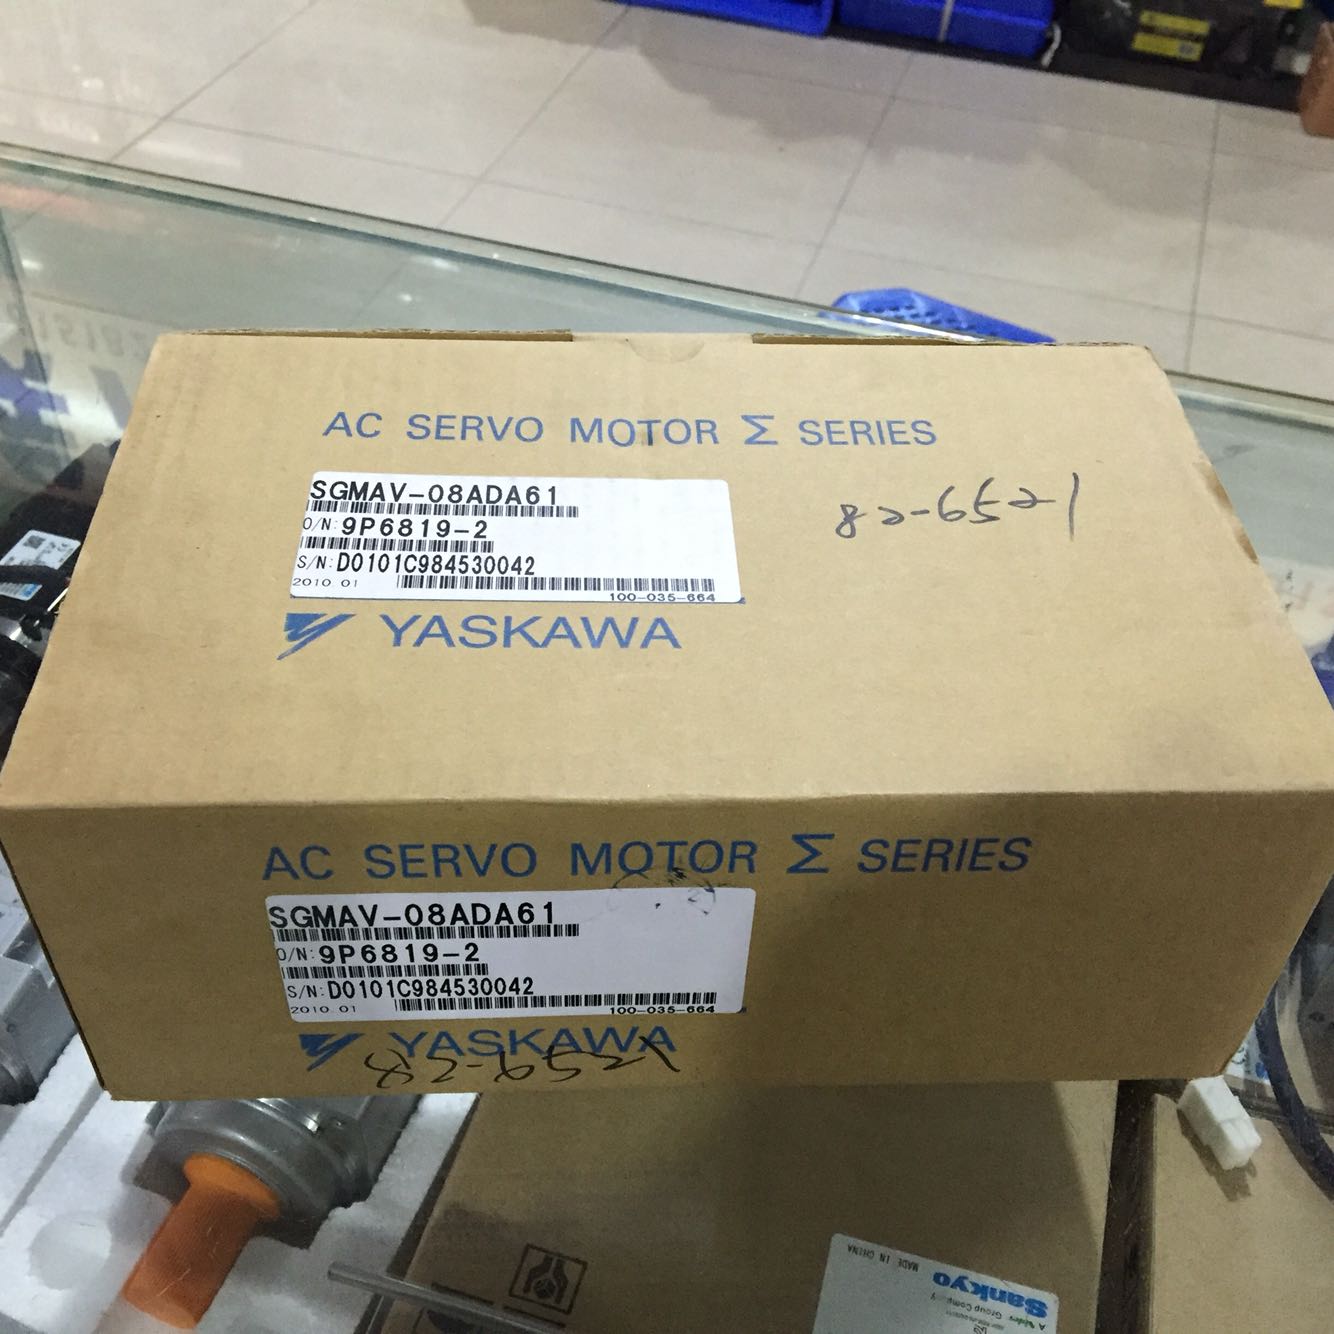 AC SERVO MOTOR Σ SERIES
SGMAV-08ADA61
O/N: 9P6819-2
S/N: D0101C984530042
2010.01
100-035-664
YASKAWA
82-6521
AC SERVO MOTOR Σ SERIES
SGMAV-08ADA61
O/N: 9P6819-2
S/N: D0101C984530042
2010.01
100-035-664
YASKAWA
82-6521
MADE IN CHINA
Sankyo